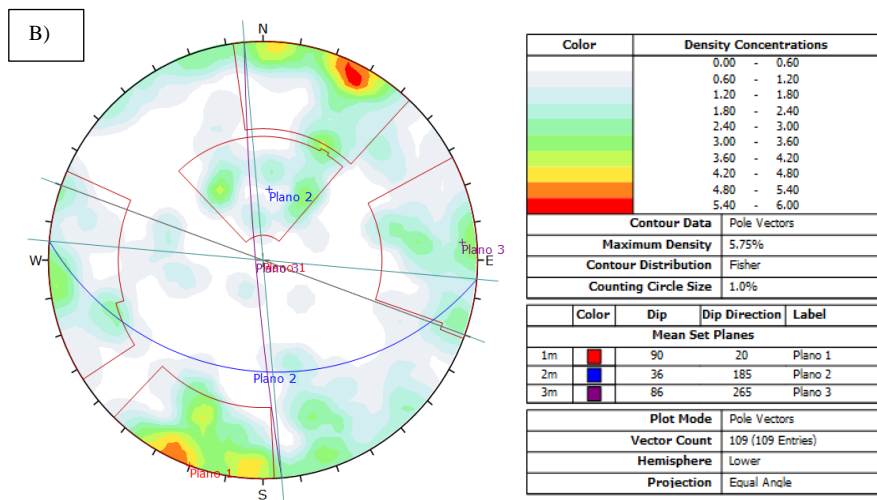 B)
N
Plano 2
Plano 3
W
E
Plano 2
Plano 1
S
Color Density Concentrations
0.00 - 0.60
0.60 - 1.20
1.20 - 1.80
1.80 - 2.40
2.40 - 3.00
3.00 - 3.60
3.60 - 4.20
4.20 - 4.80
4.80 - 5.40
5.40 - 6.00
Contour Data Pole Vectors
Maximum Density 5.75%
Contour Distribution Fisher
Counting Circle Size 1.0%
Color Dip Dip Direction Label
Mean Set Planes
1m 90 20 Plano 1
2m 36 185 Plano 2
3m 86 265 Plano 3
Plot Mode Pole Vectors
Vector Count 109 (109 Entries)
Hemisphere Lower
Projection Equal Angle